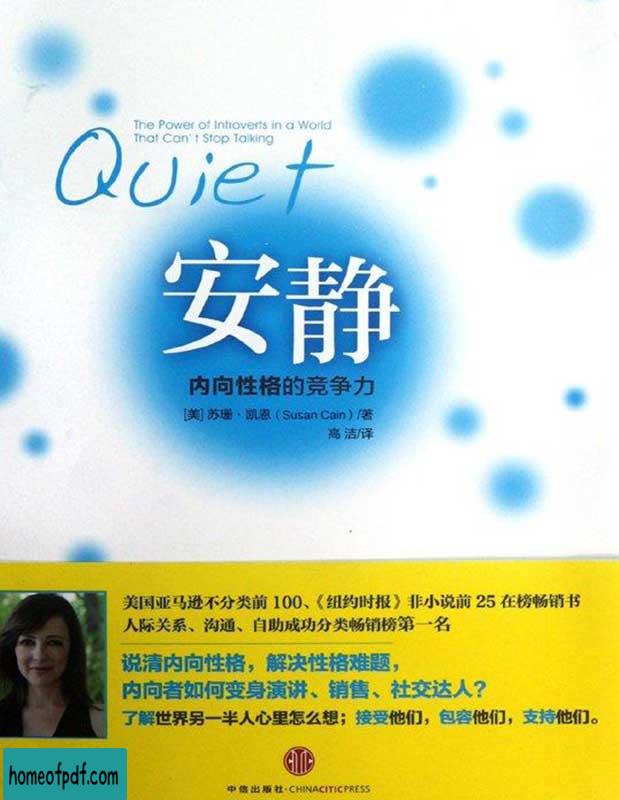 The Power of Introverts in a World
That Can't Stop Talking
Quiet
安静
内向性格的竞争力
[美] 苏珊·凯恩（Susan Cain）/著
高 洁/译
美国亚马逊不分类前 100、《纽约时报》非小说前 25 在榜畅销书
人际关系、沟通、自助成功分类畅销榜第一名
说清内向性格，解决性格难题，
内向者如何变身演讲、销售、社交达人？
了解世界另一半人心里怎么想；接受他们，包容他们，支持他们。
homeofpdf.com
中信出版社·CHINACITICPRESS